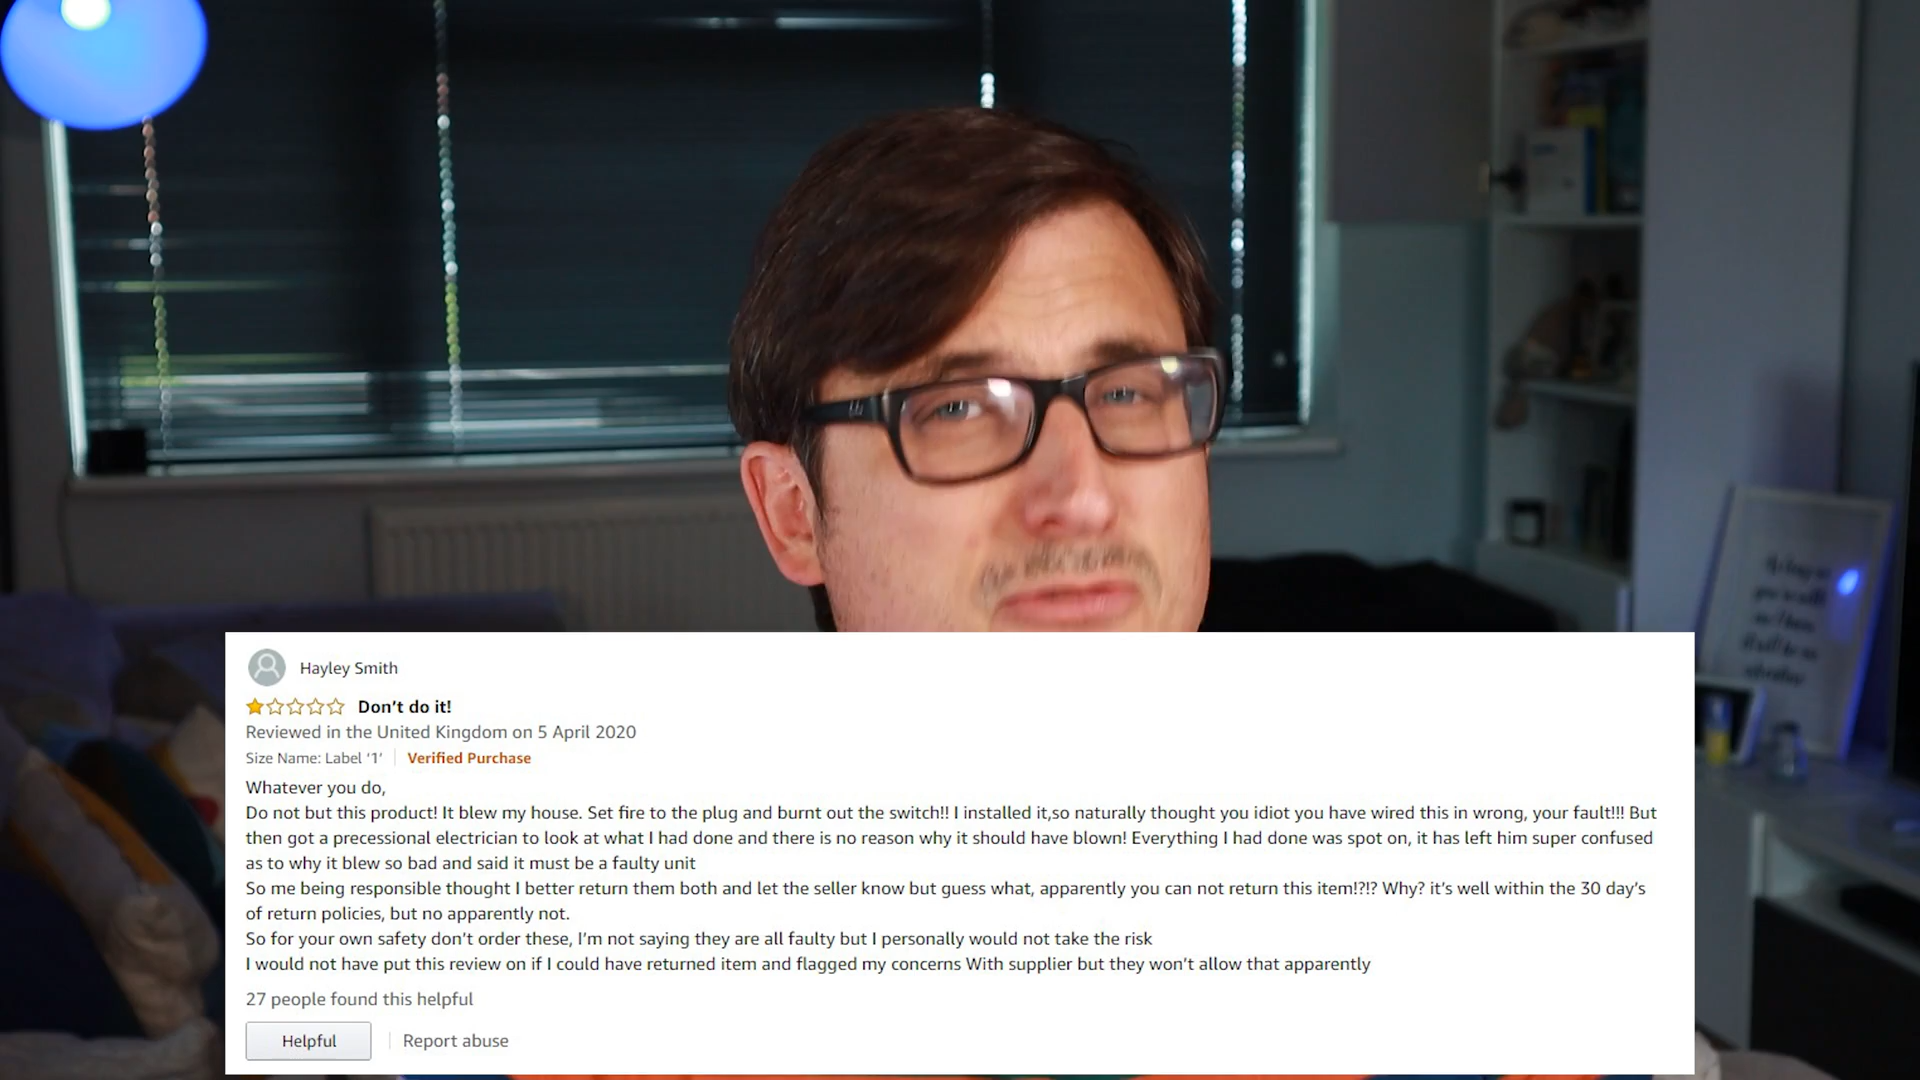 Hayley Smith
Don't do it!
Reviewed in the United Kingdom on 5 April 2020
Size Name: Label '1' Verified Purchase
Whatever you do,
Do not but this product! It blew my house. Set fire to the plug and burnt out the switch!! I installed it,so naturally thought you idiot you have wired this in wrong, your fault!!! But
then got a precessional electrician to look at what I had done and there is no reason why it should have blown! Everything I had done was spot on, it has left him super confused
as to why it blew so bad and said it must be a faulty unit
So me being responsible thought I better return them both and let the seller know but guess what, apparently you can not return this item!?!? Why? it's well within the 30 day's
of return policies, but no apparently not.
So for your own safety don't order these, I'm not saying they are all faulty but I personally would not take the risk
I would not have put this review on if I could have returned item and flagged my concerns With supplier but they won't allow that apparently
27 people found this helpful
Helpful Report abuse